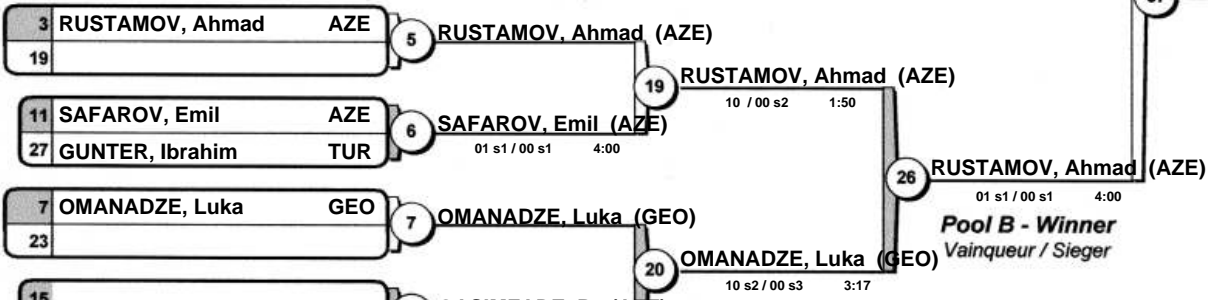 3 RUSTAMOV, Ahmad AZE
19
5 RUSTAMOV, Ahmad (AZE)
19 RUSTAMOV, Ahmad (AZE)
10 / 00 s2 1:50
11 SAFAROV, Emil AZE
27 GUNTER, Ibrahim TUR
6 SAFAROV, Emil (AZE)
01 s1 / 00 s1 4:00
26 RUSTAMOV, Ahmad (AZE)
01 s1 / 00 s1 4:00
Pool B - Winner
Vainqueur / Sieger
7 OMANADZE, Luka GEO
23
7 OMANADZE, Luka (GEO)
20 OMANADZE, Luka (GEO)
10 s2 / 00 s3 3:17
15